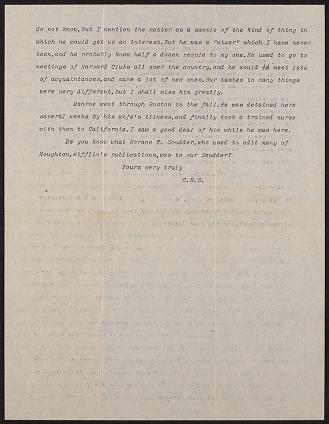 do not know,but I mention the matter as a sample of the kind of thing in
which he would get up an interest.But he was a "mixer" which I have never
been,and he probably knew half a dozen people to my one.He used to go to
meetings of Harvard Clubs all over the country,and he would meet lots
of acquaintances,and make a lot of new ones.Our tastes in many things
were very different,but I shall miss him greatly.
Monroe went through Boston in the fall.He was detained here
several weeks by his wife's illness,and finally took a trained nurse
with them to California.I saw a good deal of him while he was here.
Do you know what Horace E. Scudder,who used to edit many of
Houghton,Mifflin's publications,was to our Scudder?
Yours very truly
C.H.S.